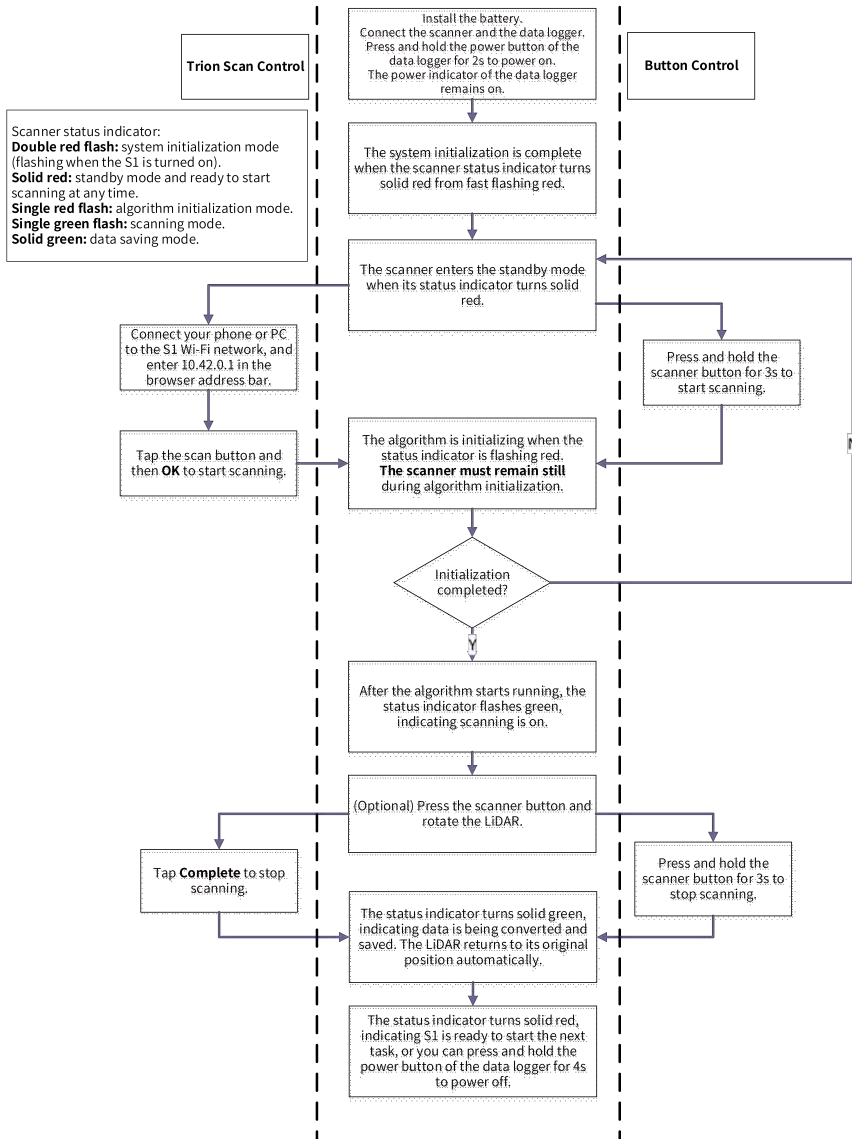 Install the battery.
Connect the scanner and the data logger.
Press and hold the power button of the
data logger for 2s to power on.
The power indicator of the data logger
remains on.
Trion Scan Control
Button Control
Scanner status indicator:
Double red flash: system initialization mode
(flashing when the S1 is turned on).
Solid red: standby mode and ready to start
scanning at any time.
Single red flash: algorithm initialization mode.
Single green flash: scanning mode.
Solid green: data saving mode.
The system initialization is complete
when the scanner status indicator turns
solid red from fast flashing red.
The scanner enters the standby mode
when its status indicator turns solid
red.
Connect your phone or PC
to the S1 Wi-Fi network, and
enter 10.42.0.1 in the
browser address bar.
Press and hold the
scanner button for 3s to
start scanning.
Tap the scan button and
then OK to start scanning.
The algorithm is initializing when the
status indicator is flashing red.
The scanner must remain still
during algorithm initialization.
Initialization
completed?
Y
After the algorithm starts running, the
status indicator flashes green,
indicating scanning is on.
(Optional) Press the scanner button and
rotate the LiDAR.
Tap Complete to stop
scanning.
Press and hold the
scanner button for 3s to
stop scanning.
The status indicator turns solid green,
indicating data is being converted and
saved. The LiDAR returns to its original
position automatically.
The status indicator turns solid red,
indicating S1 is ready to start the next
task, or you can press and hold the
power button of the data logger for 4s
to power off.